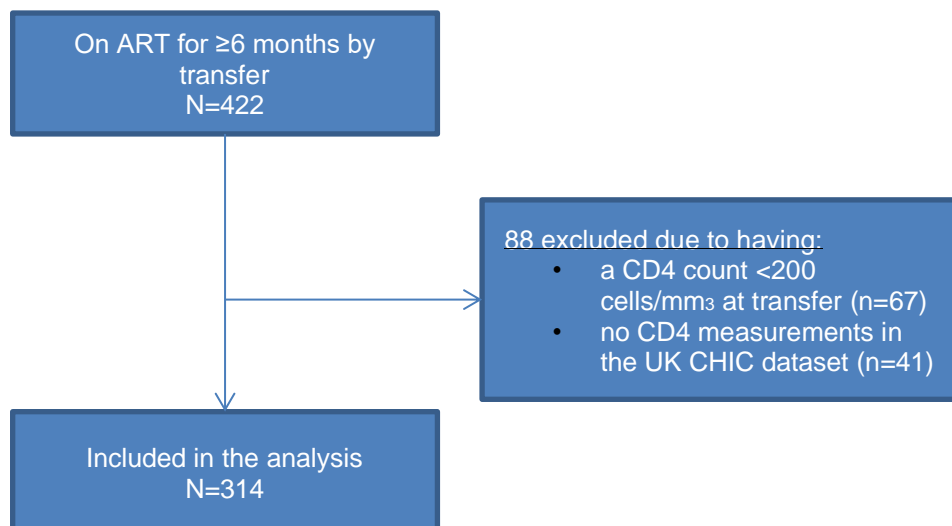 On ART for ≥6 months by
transfer
N=422
88 excluded due to having:
• a CD4 count <200
cells/mm3 at transfer (n=67)
• no CD4 measurements in
the UK CHIC dataset (n=41)
Included in the analysis
N=314